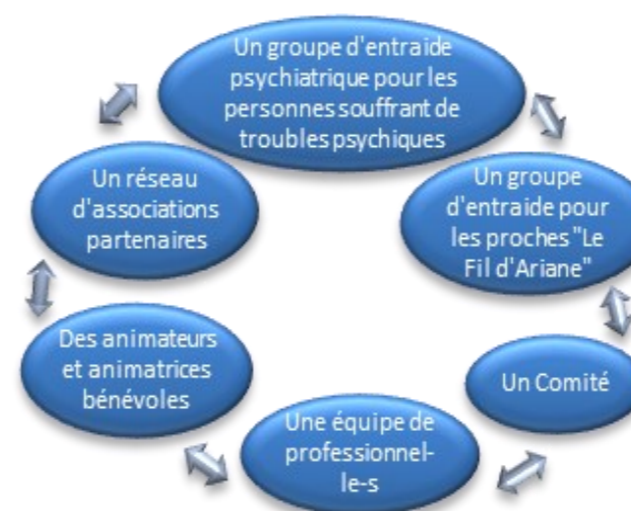 Un groupe d'entraide
psychiatrique pour les
personnes souffrant de
troubles psychiques
Un groupe
d'entraide pour
les proches "Le
Fil d'Ariane"
Un Comité
Une équipe de
professionnel-
le-s
Des animateurs
et animatrices
bénévoles
Un réseau
d'associations
partenaires